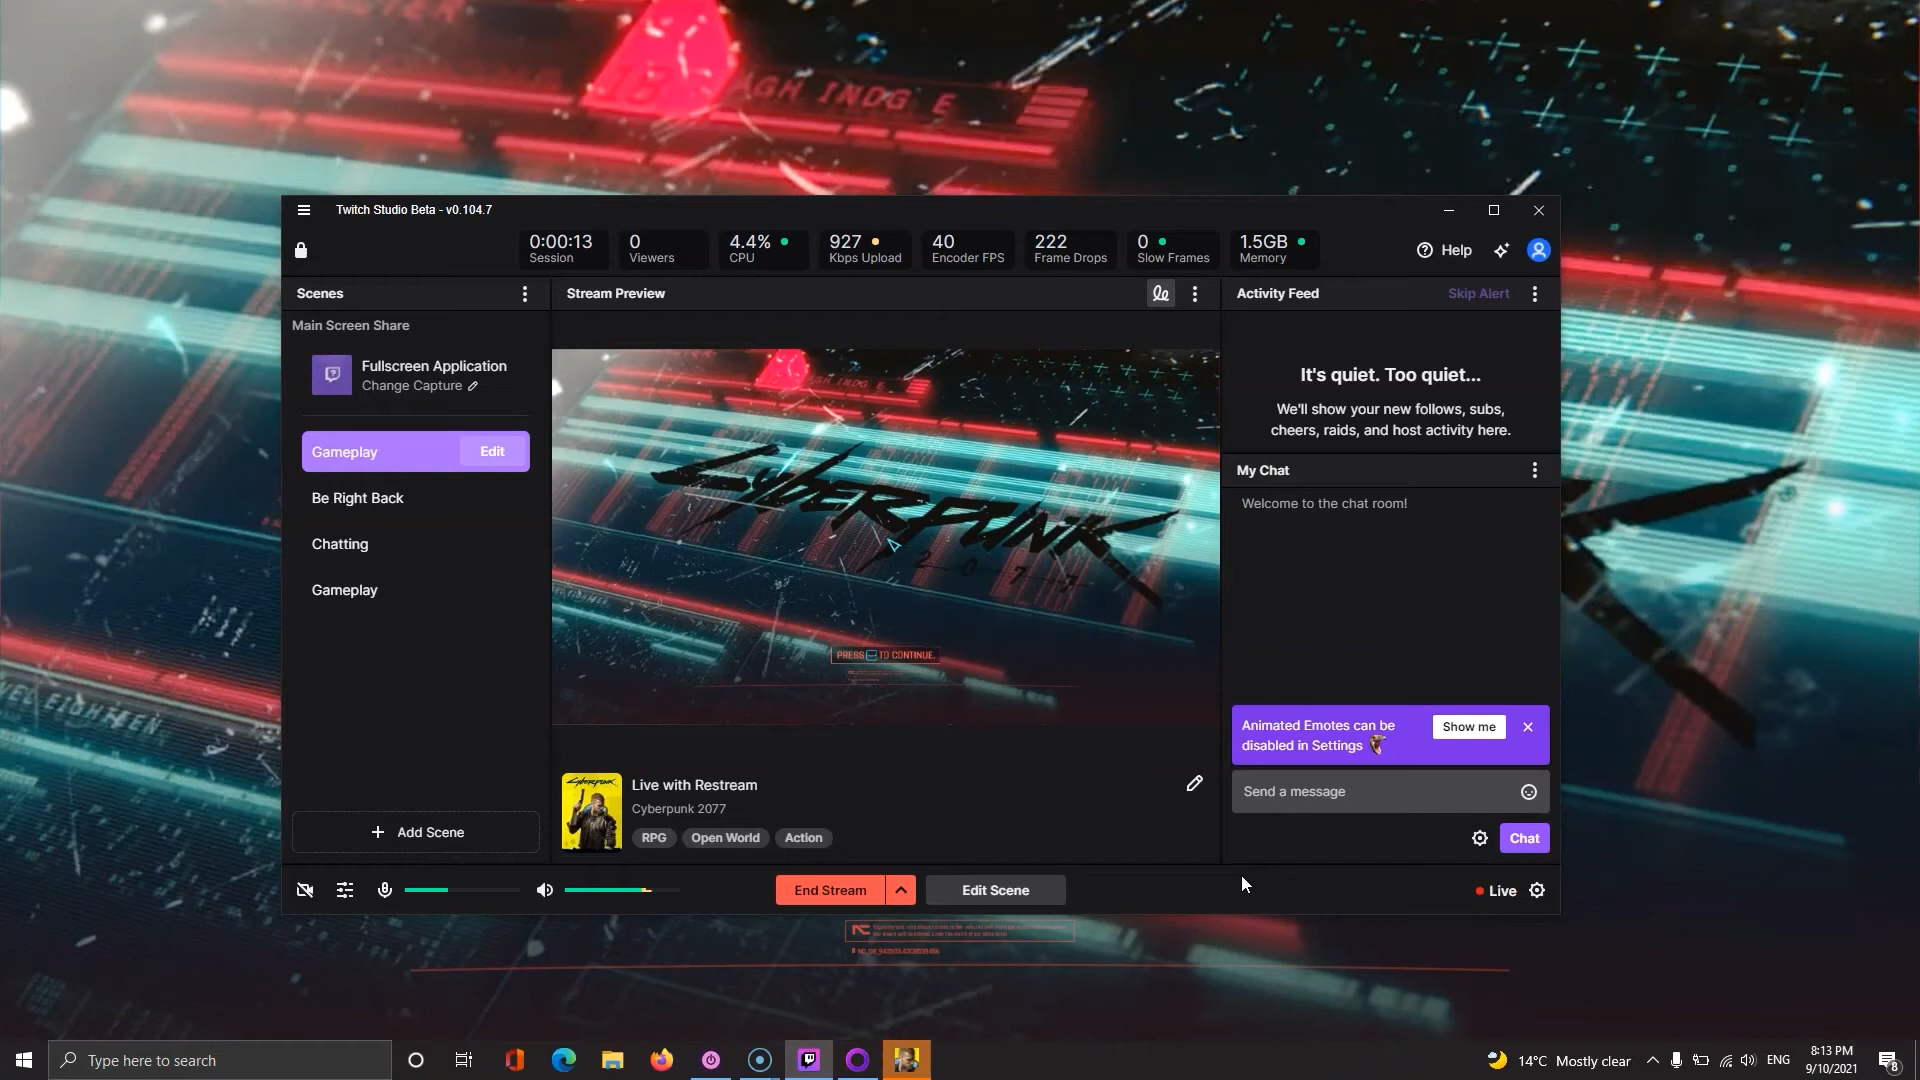 AGH INDG E
Twitch Studio Beta - v0.104.7
0:00:13
Session
0
Viewers
4.4%
CPU
927
Kbps Upload
40
Encoder FPS
222
Frame Drops
0
Slow Frames
1.5GB
Memory
Help
Scenes
Main Screen Share
Fullscreen Application
Change Capture
Gameplay
Edit
Be Right Back
Chatting
Gameplay
Add Scene
Stream Preview
CYBERPUNK
2077
PRESS TO CONTINUE.
Live with Restream
Cyberpunk 2077
RPG
Open World
Action
Activity Feed
Skip Alert
It's quiet. Too quiet...
We'll show your new follows, subs,
cheers, raids, and host activity here.
My Chat
Welcome to the chat room!
Animated Emotes can be
disabled in Settings
Show me
Send a message
Chat
End Stream
Edit Scene
Live
Type here to search
14°C Mostly clear
ENG
8:13 PM
9/10/2021
8